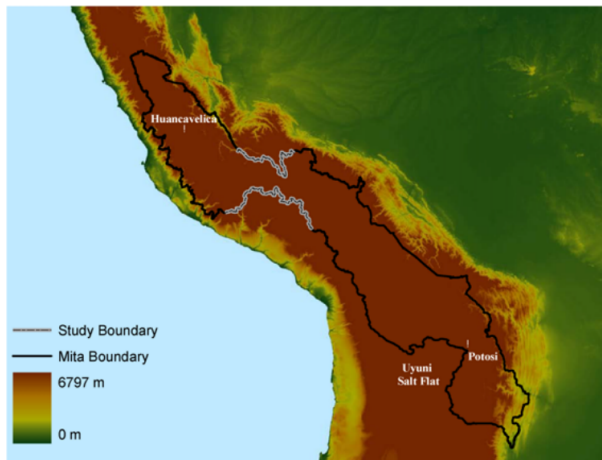 Huancavelica
Study Boundary
Mita Boundary
6797 m
0 m
Uyuni
Salt Flat
Potosi